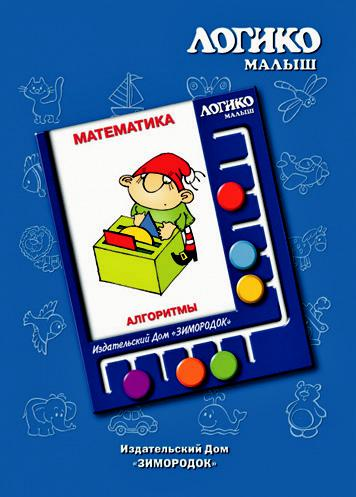 ЛОГИКО
МАЛЫШ
МАТЕМАТИКА
ЛОГИКО
МАЛЫШ
АЛГОРИТМЫ
Издательский Дом «ЗИМОРОДОК»
Издательский Дом
«ЗИМОРОДОК»